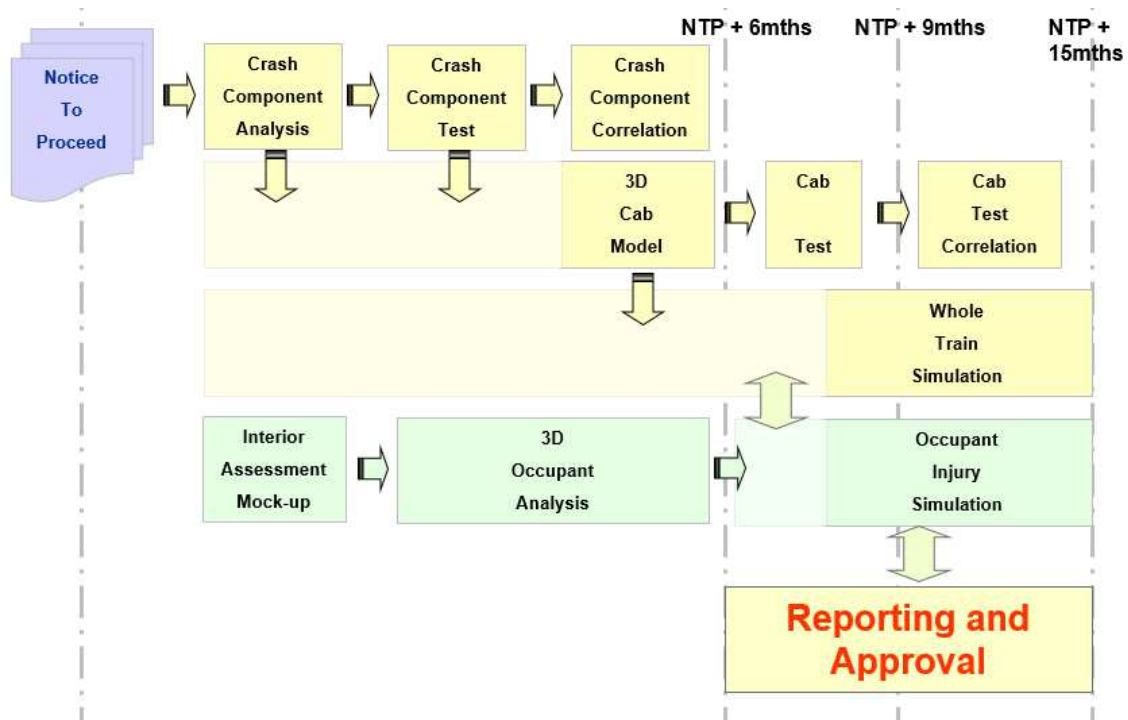 NTP + 6mths
NTP + 9mths
NTP +
15mths
Notice
To
Proceed
Crash
Component
Analysis
Crash
Component
Test
Crash
Component
Correlation
3D
Cab
Model
Cab
Test
Cab
Test
Correlation
Whole
Train
Simulation
Interior
Assessment
Mock-up
3D
Occupant
Analysis
Occupant
Injury
Simulation
Reporting and
Approval